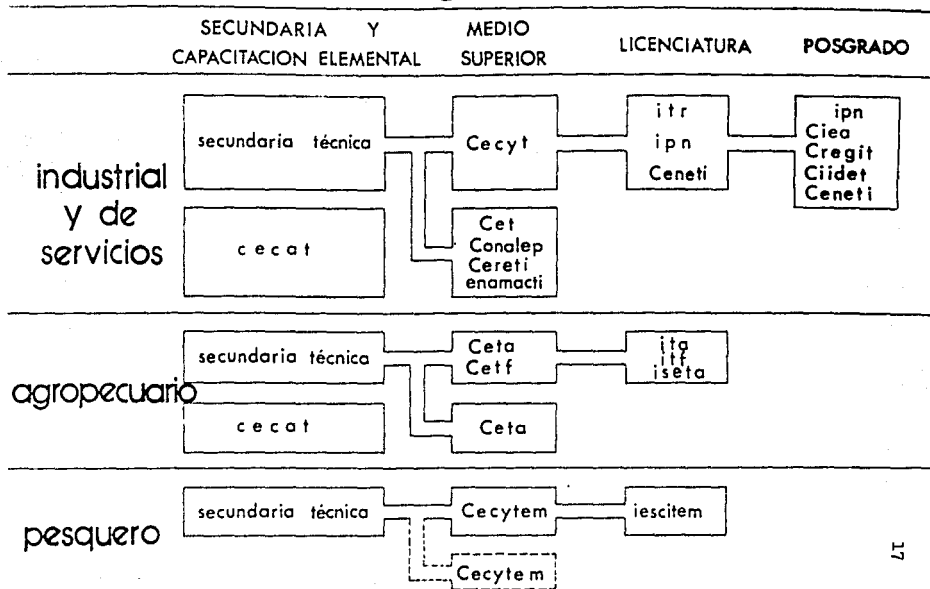 SECUNDARIA Y
CAPACITACION ELEMENTAL
MEDIO
SUPERIOR
LICENCIATURA
POSGRADO
industrial
y de
servicios
secundaria técnica
Cecyt
itr
ipn
Ceneti
ipn
Ciea
Cregit
Ciidet
Ceneti
cecat
Cet
Conalep
Cereti
enamacti
agropecuario
secundaria técnica
Ceta
Cetf
ita
itf
iseta
cecat
Ceta
pesquero
secundaria técnica
Cecytem
iescitem
Cecytem
17